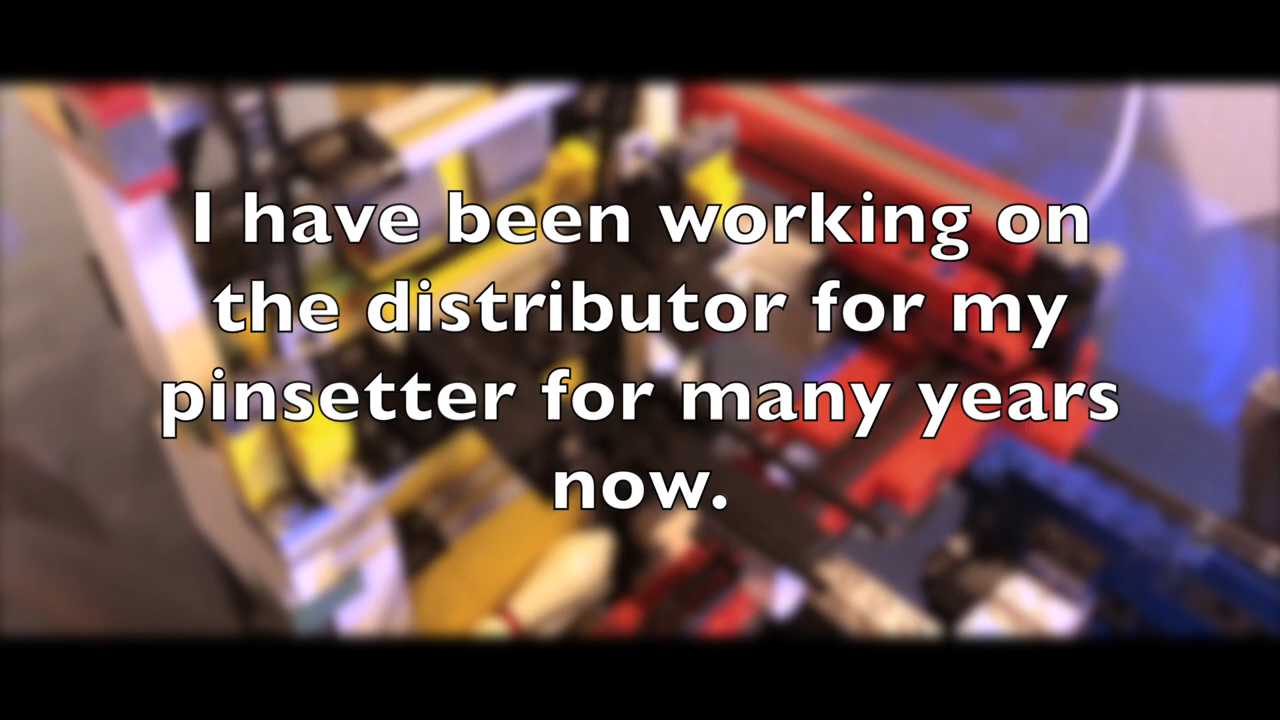 I have been working on
the distributor for my
pinsetter for many years
now.